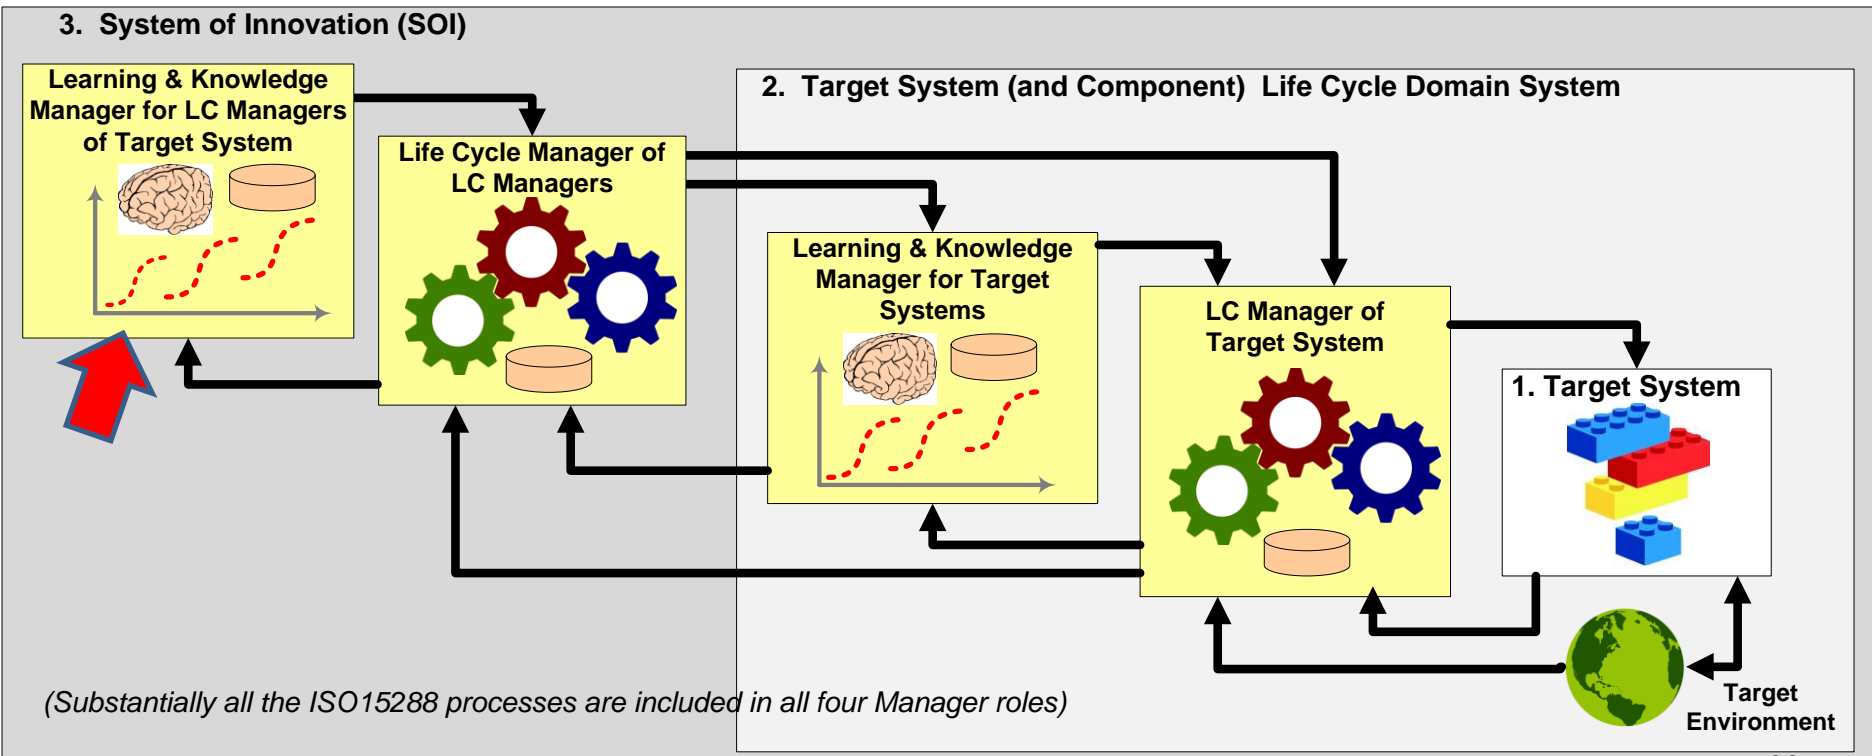 3. System of Innovation (SOI)
Learning & Knowledge
Manager for LC Managers
of Target System
2. Target System (and Component) Life Cycle Domain System
Life Cycle Manager of
LC Managers
Learning & Knowledge
Manager for Target
Systems
LC Manager of
Target System
1. Target System
(Substantially all the ISO15288 processes are included in all four Manager roles)
Target
Environment